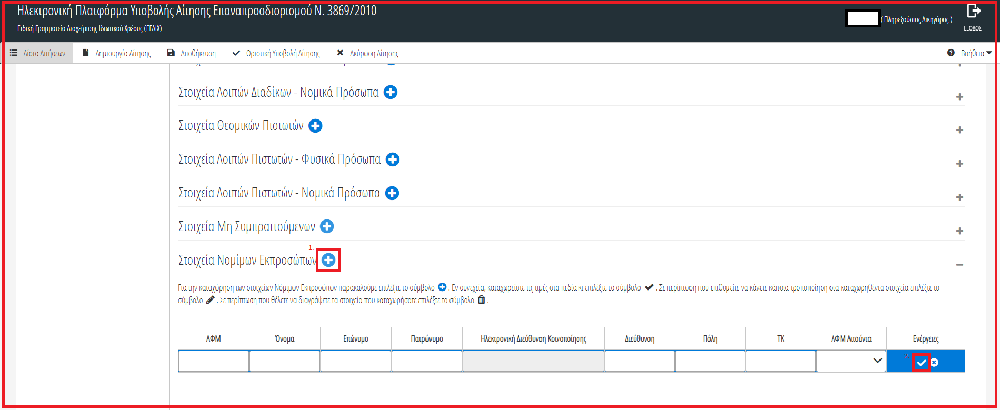 Ηλεκτρονική Πλατφόρμα Υποβολής Αίτησης Επαναπροσδιορισμού Ν. 3869/2010
Ειδική Γραμματεία Διαχείρισης Ιδιωτικού Χρέους (ΕΓΔΙΧ)
( Πληρεξούσιος Δικηγόρος )
ΕΞΟΔΟΣ
Λίστα Αιτήσεων Δημιουργία Αίτησης Αποθήκευση Οριστική Υποβολή Αίτησης Ακύρωση Αίτησης Βοήθεια
Στοιχεία Λοιπών Διαδίκων - Νομικά Πρόσωπα
Στοιχεία Θεσμικών Πιστωτών
Στοιχεία Λοιπών Πιστωτών - Φυσικά Πρόσωπα
Στοιχεία Λοιπών Πιστωτών - Νομικά Πρόσωπα
Στοιχεία Μη Συμπραττούμενων
1.
Στοιχεία Νομίμων Εκπροσώπων
Για την καταχώρηση των στοιχείων Νόμιμων Εκπροσώπων παρακαλούμε επιλέξτε το σύμβολο . Εν συνεχεία, καταχωρείστε τις τιμές στα πεδία κι επιλέξτε το σύμβολο . Σε περίπτωση που επιθυμείτε να κάνετε κάποια τροποποίηση στα καταχωρηθέντα στοιχεία επιλέξτε το
σύμβολο . Σε περίπτωση που θέλετε να διαγράψετε τα στοιχεία που καταχωρήσατε επιλέξτε το σύμβολο .
ΑΦΜ Όνομα Επώνυμο Πατρώνυμο Ηλεκτρονική Διεύθυνση Κοινοποίησης Διεύθυνση Πόλη ΤΚ ΑΦΜ Αιτούντα Ενέργειες
2.